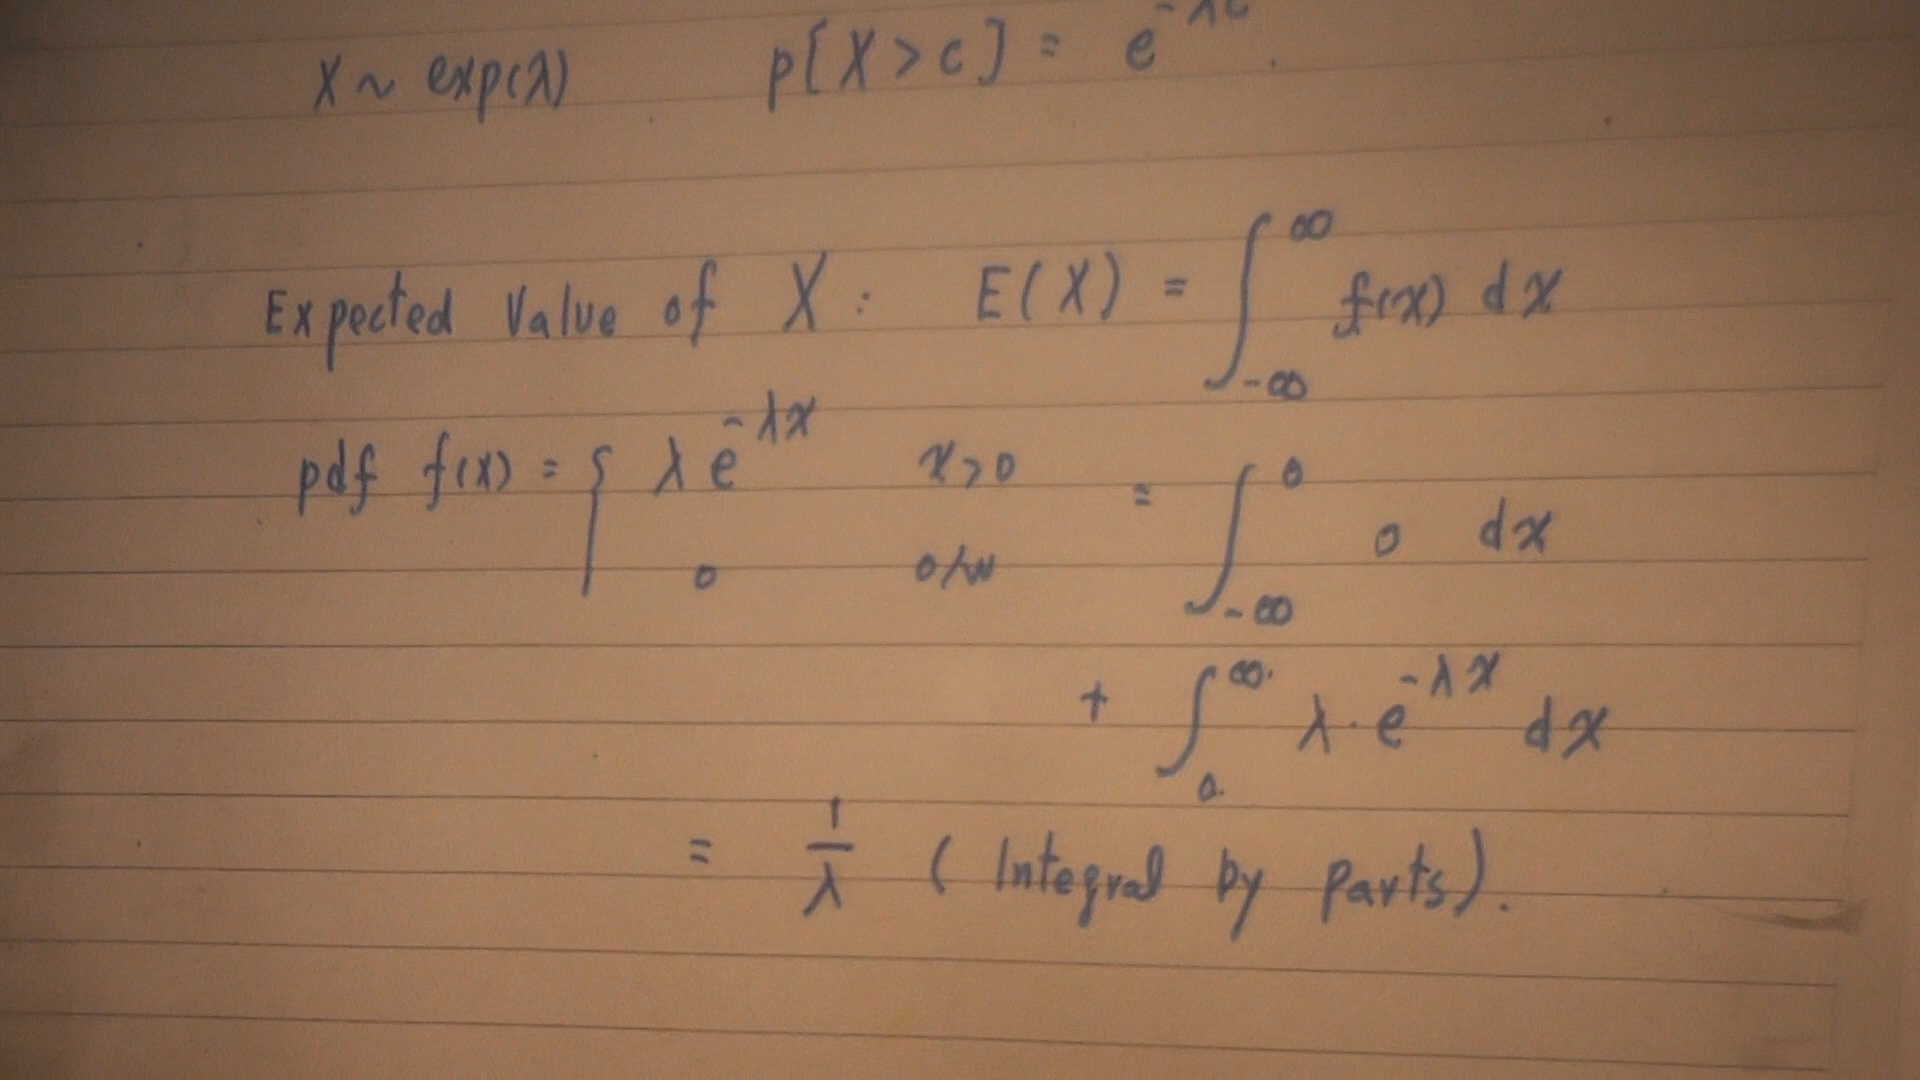 X ~ exp(λ) P[X>c] = e^{-λc}.
Expected Value of X : E(X) = ∫_{-∞}^{∞} f(x) dx
pdf f(x) = { λ e^{-λx} x>0
0 o/w
= ∫_{-∞}^{0} 0 dx
+ ∫_{0}^{∞} λ · e^{-λx} dx
= 1/λ ( Integral by parts).